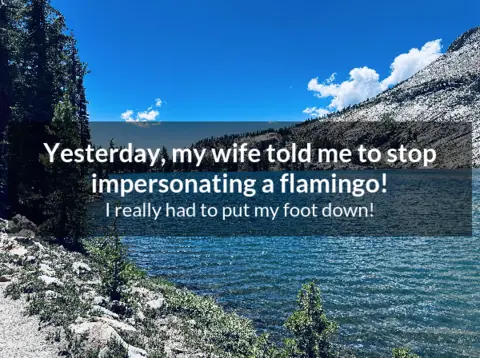 Yesterday, my wife told me to stop
impersonating a flamingo!
I really had to put my foot down!